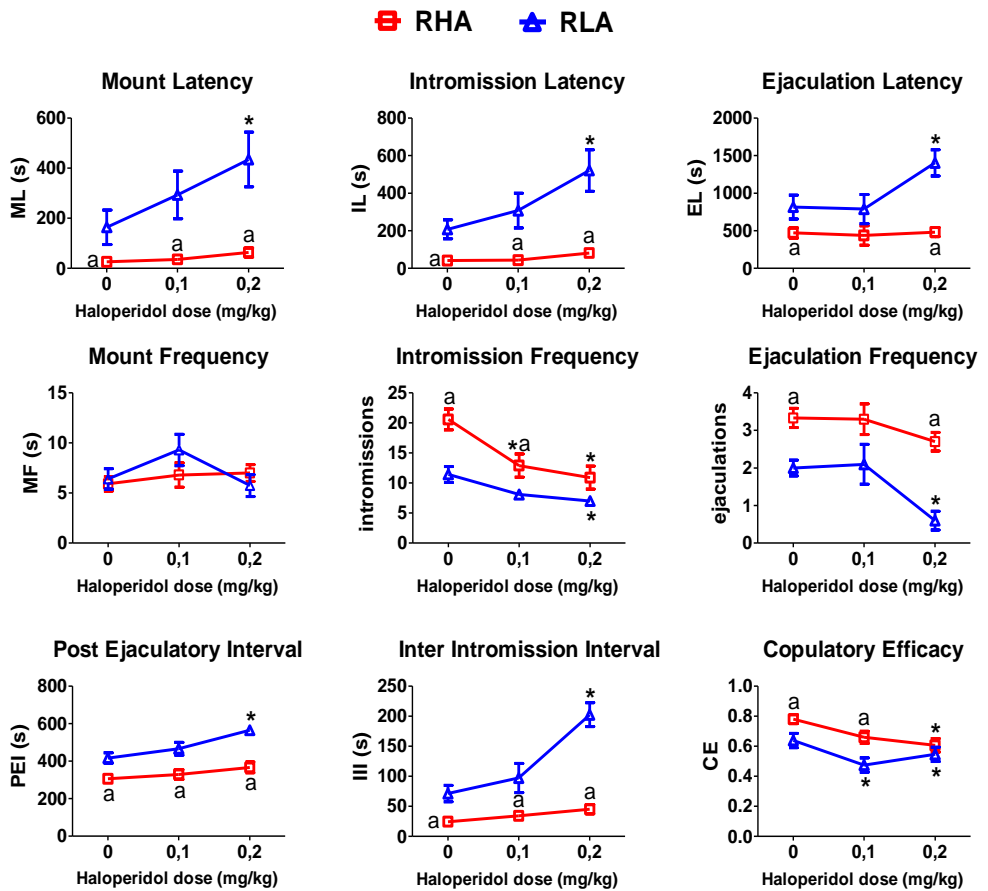 RHA RLA
Mount Latency
600
400
200
0
ML (s)
*
a
a
a
0 0,1 0,2
Haloperidol dose (mg/kg)
Intromission Latency
800
600
400
200
0
IL (s)
*
a
a
a
0 0,1 0,2
Haloperidol dose (mg/kg)
Ejaculation Latency
2000
1500
1000
500
0
EL (s)
*
a
a
0 0,1 0,2
Haloperidol dose (mg/kg)
Mount Frequency
15
10
5
0
MF (s)
0 0,1 0,2
Haloperidol dose (mg/kg)
Intromission Frequency
25
20
15
10
5
0
intromissions
a
*a
*
*
0 0,1 0,2
Haloperidol dose (mg/kg)
Ejaculation Frequency
4
3
2
1
0
ejaculations
a
a
*
0 0,1 0,2
Haloperidol dose (mg/kg)
Post Ejaculatory Interval
800
600
400
200
0
PEI (s)
*
a
a
a
0 0,1 0,2
Haloperidol dose (mg/kg)
Inter Intromission Interval
250
200
150
100
50
0
III (s)
*
a
a
a
0 0,1 0,2
Haloperidol dose (mg/kg)
Copulatory Efficacy
1.0
0.8
0.6
0.4
0.2
0.0
CE
a
a
*
*
*
0 0,1 0,2
Haloperidol dose (mg/kg)